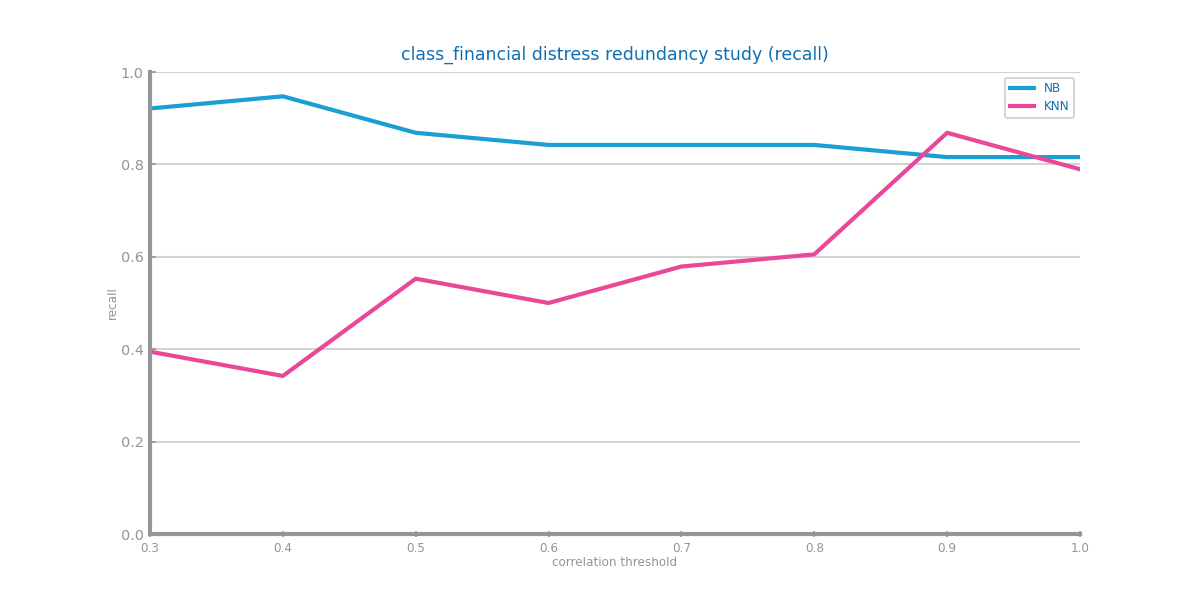 class_financial distress redundancy study (recall)
NB
KNN
recall
1.0
0.8
0.6
0.4
0.2
0.0
0.3 0.4 0.5 0.6 0.7 0.8 0.9 1.0
correlation threshold